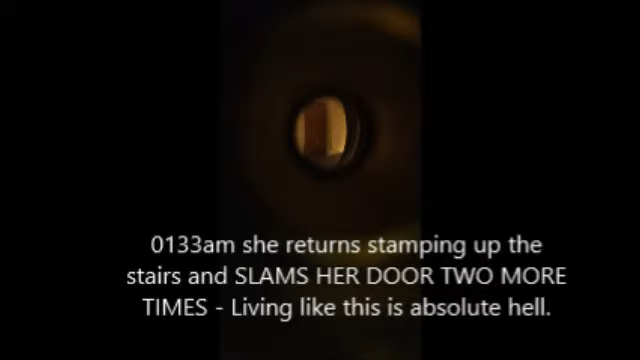 0133am she returns stamping up the
stairs and SLAMS HER DOOR TWO MORE
TIMES - Living like this is absolute hell.